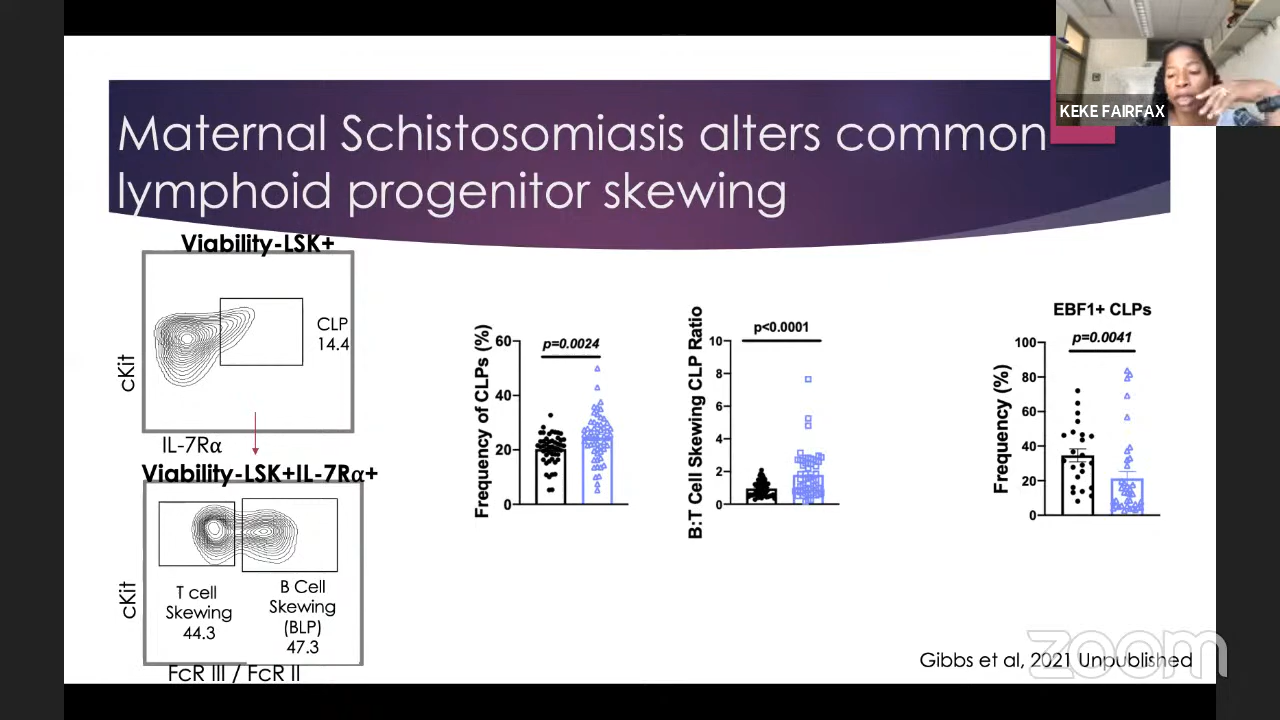 KEKE FAIRFAX
Maternal Schistosomiasis alters common
lymphoid progenitor skewing
Viability-LSK+
cKit
CLP
14.4
IL-7Rα
Viability-LSK+IL-7Rα+
cKit
T cell
Skewing
44.3
B Cell
Skewing
(BLP)
47.3
FcR III / FcR II
Frequency of CLPs (%)
60
40
20
0
p=0.0024
B:T Cell Skewing CLP Ratio
10
8
6
4
2
0
p<0.0001
EBF1+ CLPs
p=0.0041
Frequency (%)
100
80
60
40
20
0
Gibbs et al, 2021 Unpublished
zoom